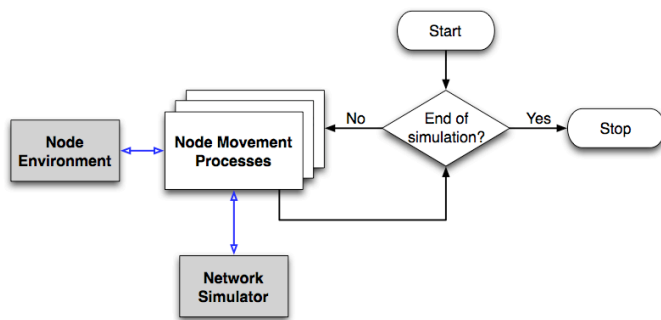 Start
End of
simulation?
No
Yes
Stop
Node Movement
Processes
Node
Environment
Network
Simulator